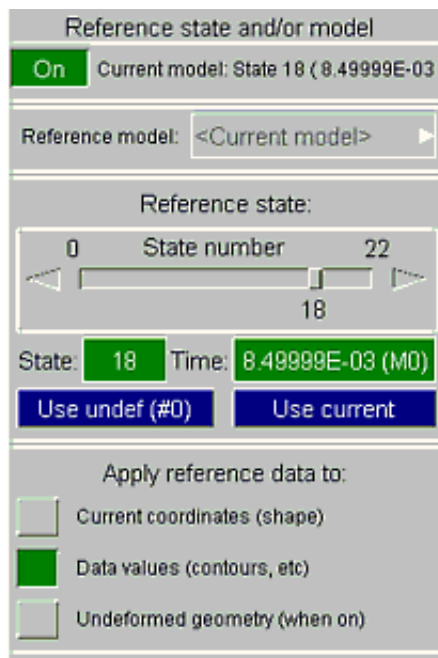 Reference state and/or model
On Current model: State 18 ( 8.49999E-03
Reference model: <Current model>
Reference state:
0 State number 22
18
State: 18 Time: 8.49999E-03 (M0)
Use undef (#0) Use current
Apply reference data to:
Current coordinates (shape)
Data values (contours, etc)
Undeformed geometry (when on)